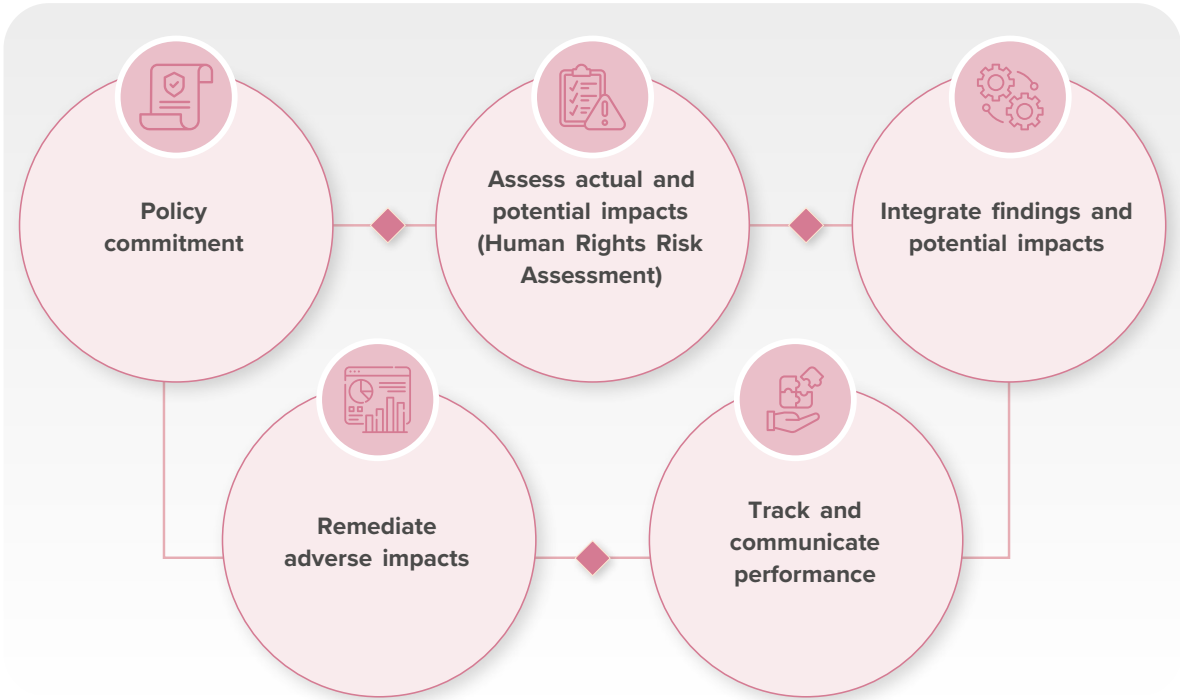 Policy
commitment
Assess actual and
potential impacts
(Human Rights Risk
Assessment)
Integrate findings and
potential impacts
Remediate
adverse impacts
Track and
communicate
performance